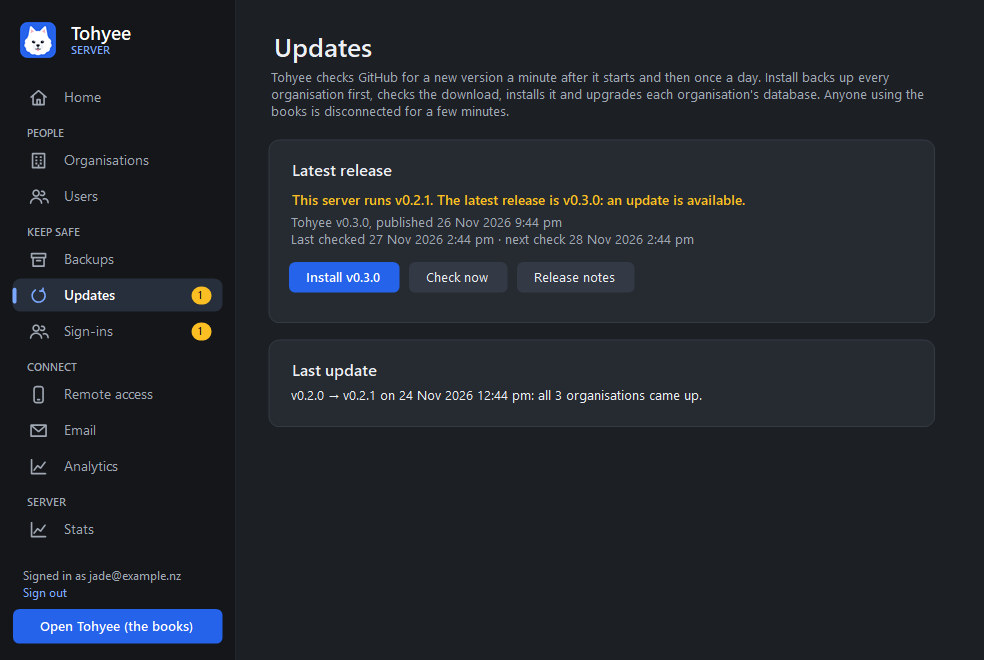 Tohyee
SERVER
Home
PEOPLE
Organisations
Users
KEEP SAFE
Backups
Updates 1
Sign-ins 1
CONNECT
Remote access
Email
Analytics
SERVER
Stats
Signed in as jade@example.nz
Sign out
Open Tohyee (the books)
Updates
Tohyee checks GitHub for a new version a minute after it starts and then once a day. Install backs up every
organisation first, checks the download, installs it and upgrades each organisation's database. Anyone using the
books is disconnected for a few minutes.
Latest release
This server runs v0.2.1. The latest release is v0.3.0: an update is available.
Tohyee v0.3.0, published 26 Nov 2026 9:44 pm
Last checked 27 Nov 2026 2:44 pm · next check 28 Nov 2026 2:44 pm
Install v0.3.0 Check now Release notes
Last update
v0.2.0 → v0.2.1 on 24 Nov 2026 12:44 pm: all 3 organisations came up.